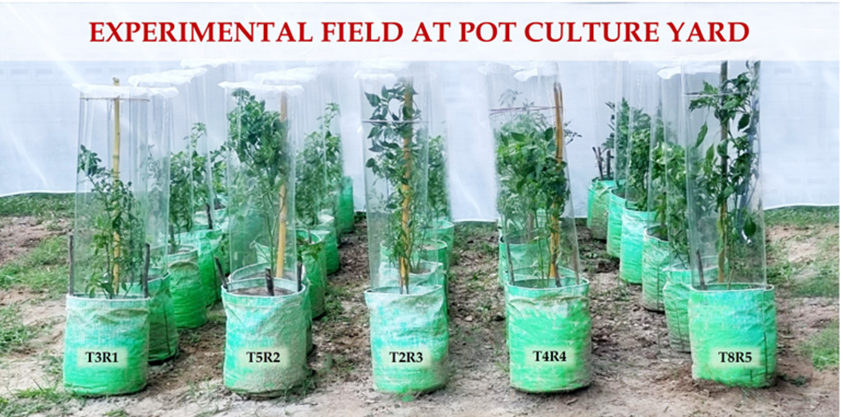 EXPERIMENTAL FIELD AT POT CULTURE YARD
T3R1
T5R2
T2R3
T4R4
T8R5